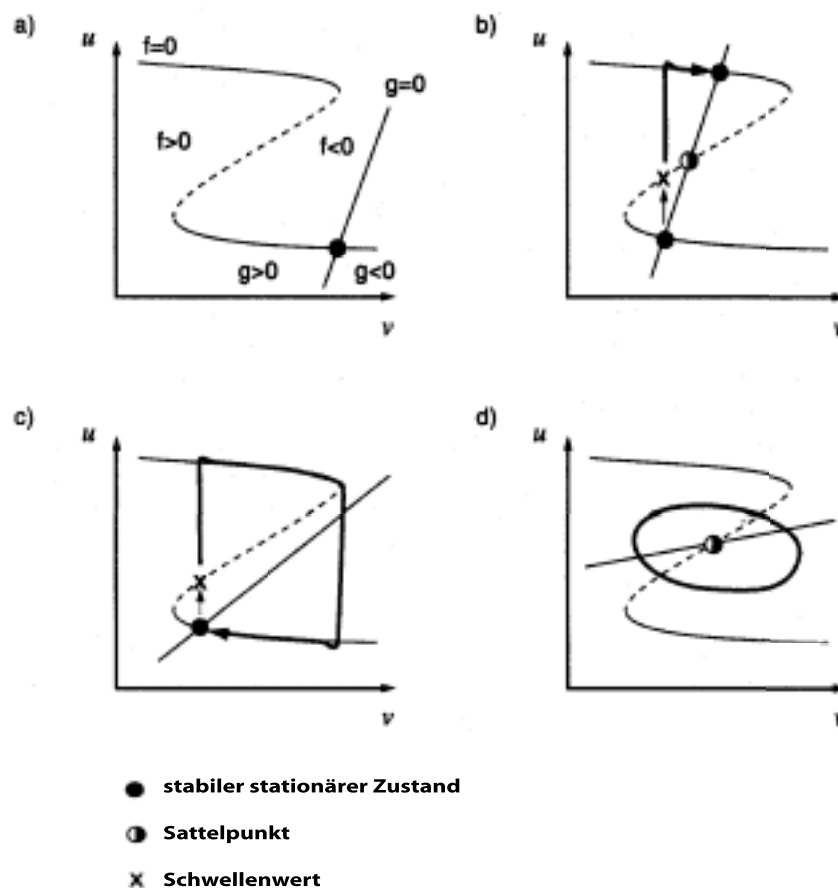 a)
u
f=0
g=0
f>0
f<0
g>0
g<0
v
b)
u
v
c)
u
v
d)
u
v
stabiler stationärer Zustand
Sattelpunkt
x Schwellenwert